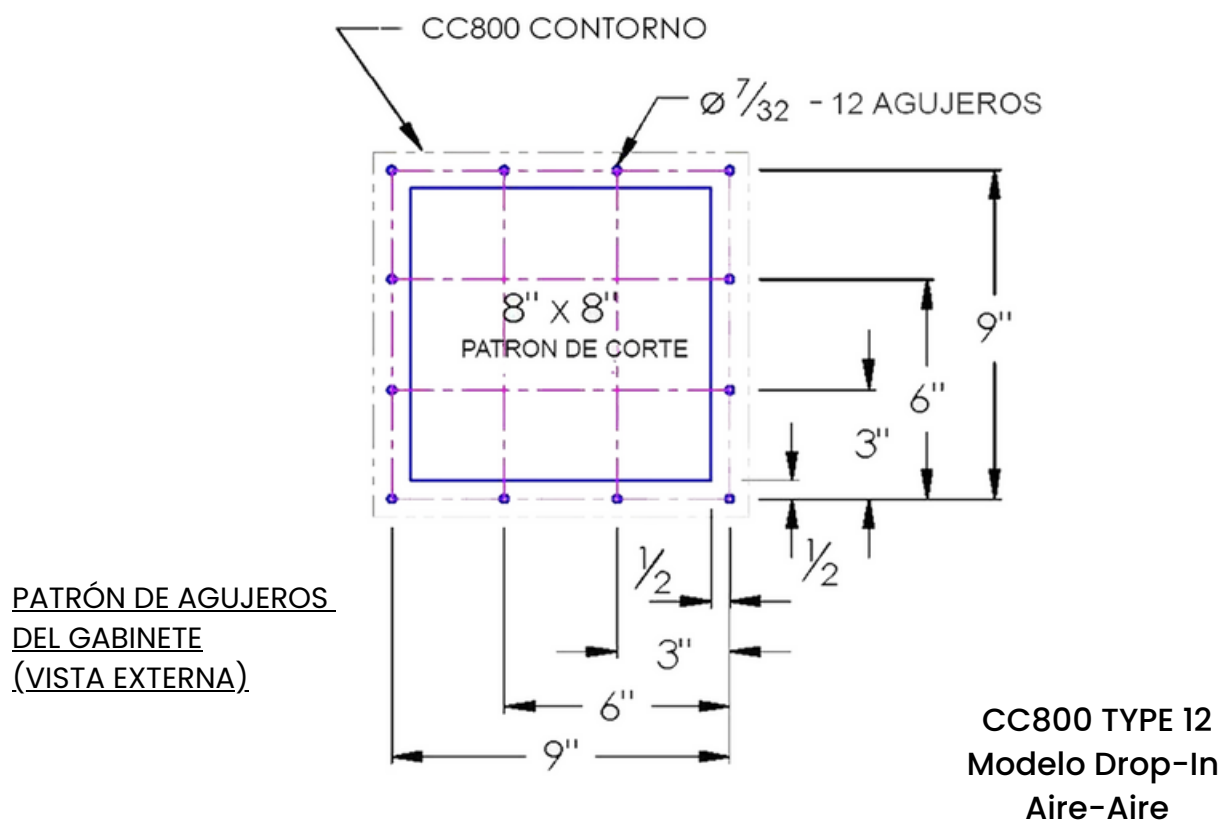 CC800 CONTORNO
Ø 7/32 - 12 AGUJEROS
8" X 8"
PATRON DE CORTE
9"
6"
3"
1/2
1/2
3"
6"
9"
PATRÓN DE AGUJEROS
DEL GABINETE
(VISTA EXTERNA)
CC800 TYPE 12
Modelo Drop-In
Aire-Aire